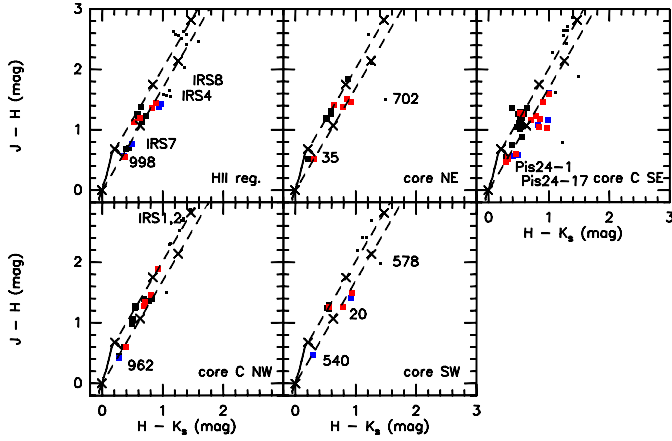 3
2
1
0
J − H (mag)
IRS8
IRS4
IRS7
998
HII reg.
702
35
core NE
Pis24−1
Pis24−17
core C SE
0 1 2 3
H − Ks (mag)
3
2
1
0
J − H (mag)
IRS1,2
962
core C NW
578
20
540
core SW
0 1 2
0 1 2 3
H − Ks (mag)
H − Ks (mag)